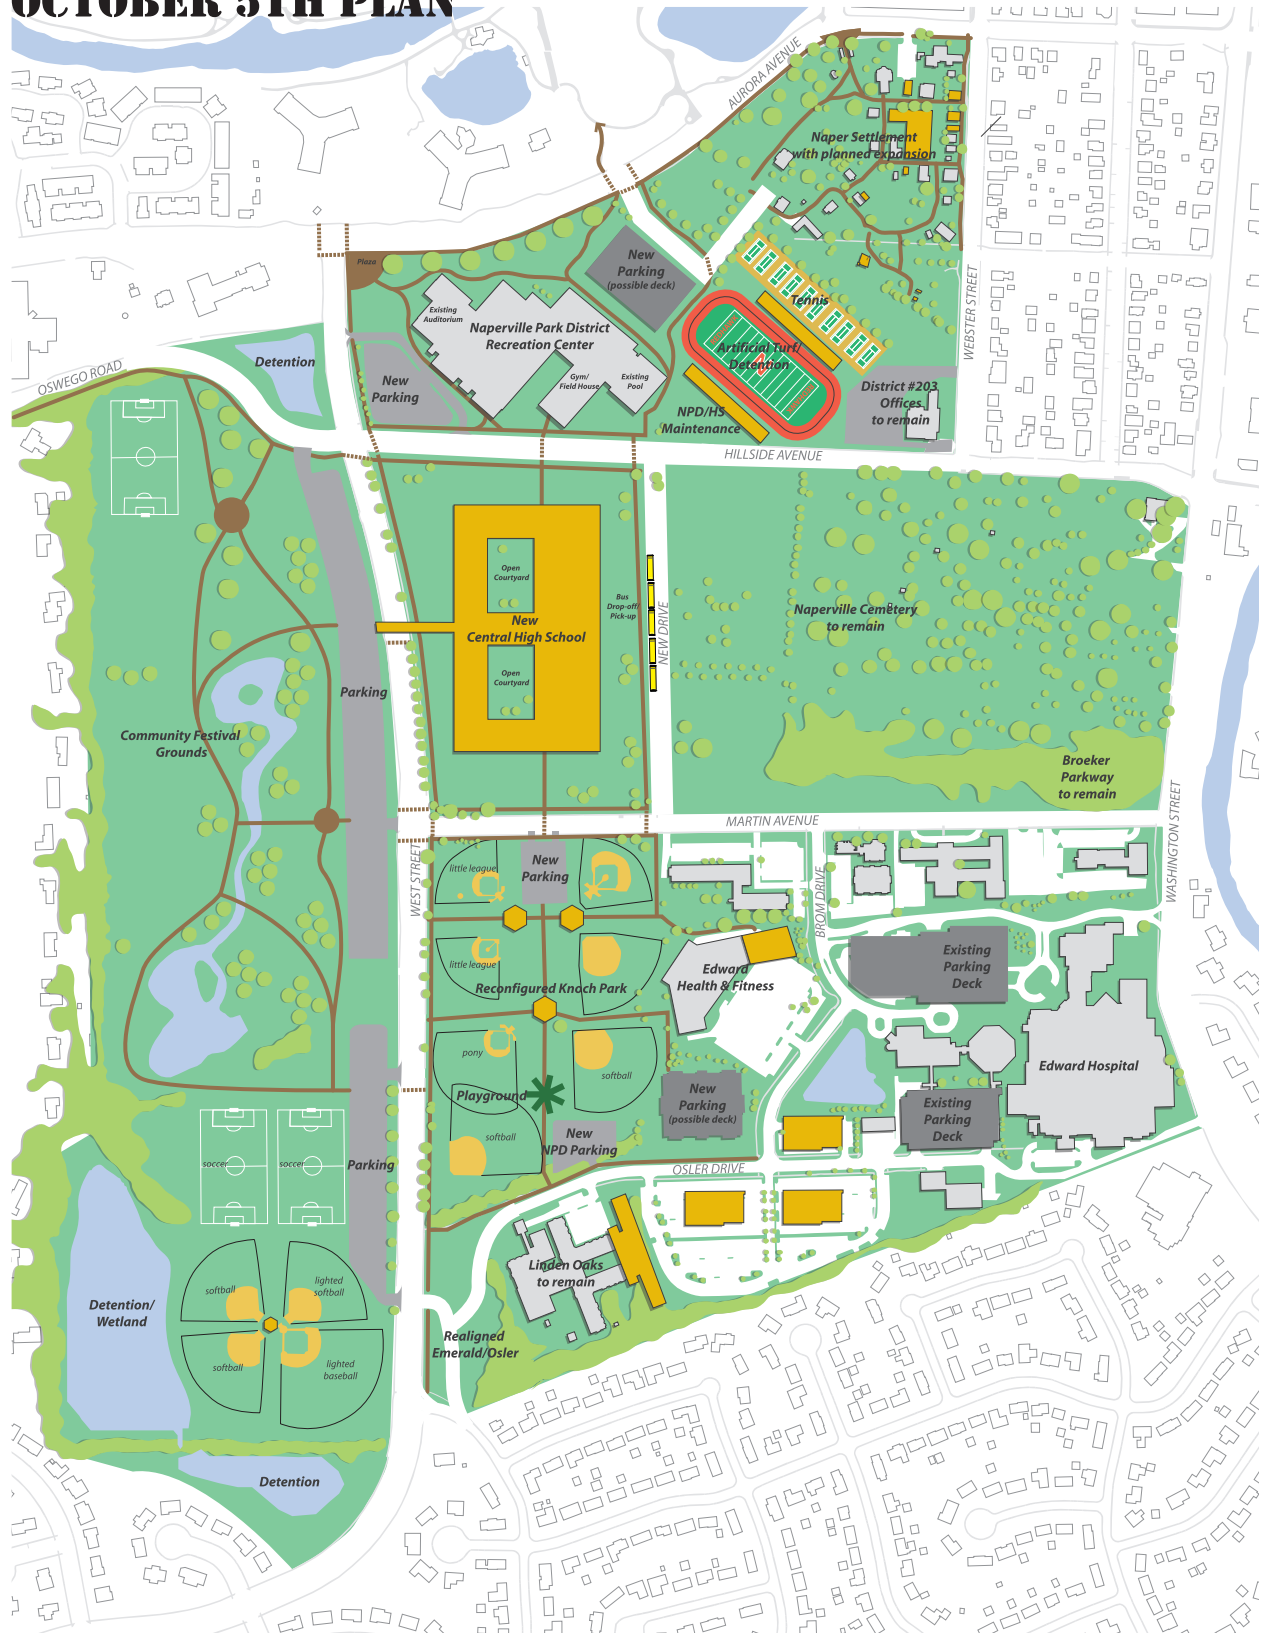 OCTOBER 5TH PLAN
AURORA AVENUE
Naper Settlement
with planned expansion
Plaza
New
Parking
(possible deck)
WEBSTER STREET
Existing
Auditorium
Naperville Park District
Recreation Center
Tennis
Detention
OSWEGO ROAD
Artificial Turf/
Detention
New
Parking
Gym/
Field House
Existing
Pool
District #203
Offices
to remain
NPD/HS
Maintenance
HILLSIDE AVENUE
Open
Courtyard
Bus
Drop-off/
Pick-up
NEW DRIVE
New
Central High School
Naperville Cemetery
to remain
Open
Courtyard
Parking
Community Festival
Grounds
Broeker
Parkway
to remain
MARTIN AVENUE
WASHINGTON STREET
WEST STREET
BROM DRIVE
little league
New
Parking
little league
Existing
Parking
Deck
Edward
Health & Fitness
Reconfigured Knoch Park
pony
softball
Edward Hospital
Playground
New
Parking
(possible deck)
Existing
Parking
Deck
softball
New
NPD Parking
soccer
soccer
Parking
OSLER DRIVE
Linden Oaks
to remain
softball
lighted
softball
Detention/
Wetland
softball
lighted
baseball
Realigned
Emerald/Osler
Detention